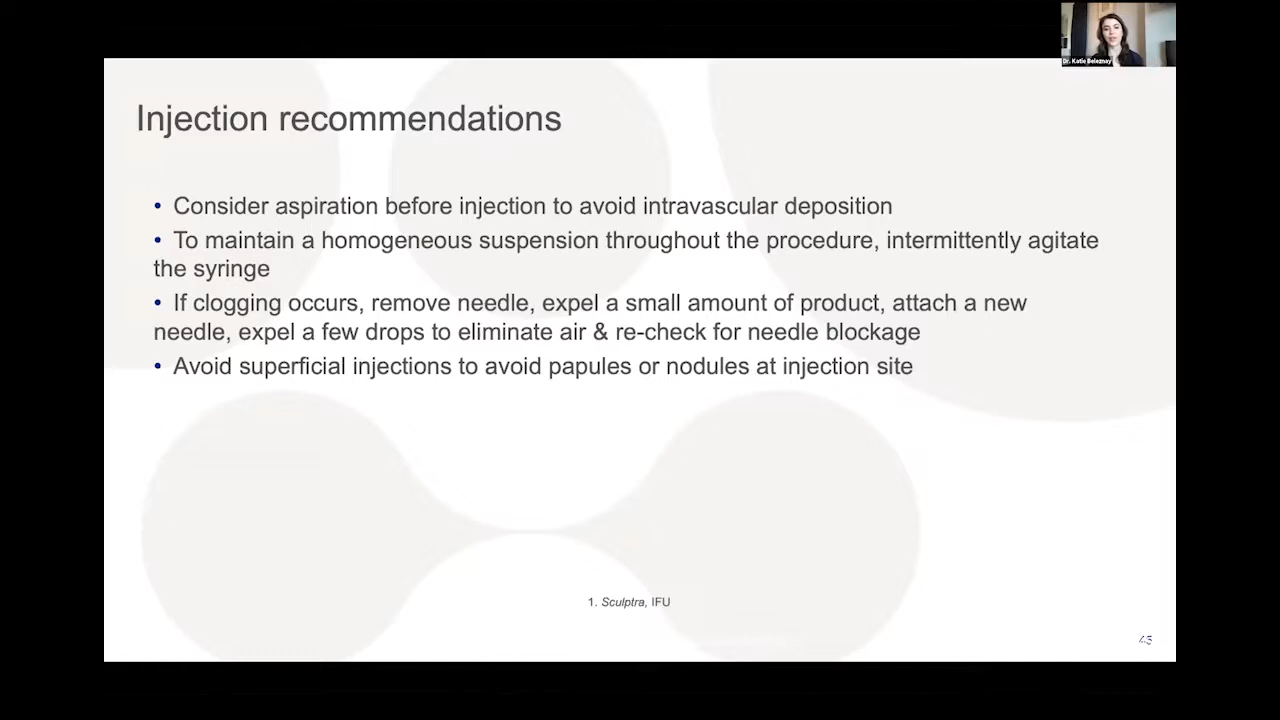 Dr. Katie Beleznay
Injection recommendations
• Consider aspiration before injection to avoid intravascular deposition
• To maintain a homogeneous suspension throughout the procedure, intermittently agitate
the syringe
• If clogging occurs, remove needle, expel a small amount of product, attach a new
needle, expel a few drops to eliminate air & re-check for needle blockage
• Avoid superficial injections to avoid papules or nodules at injection site
1. Sculptra, IFU
45